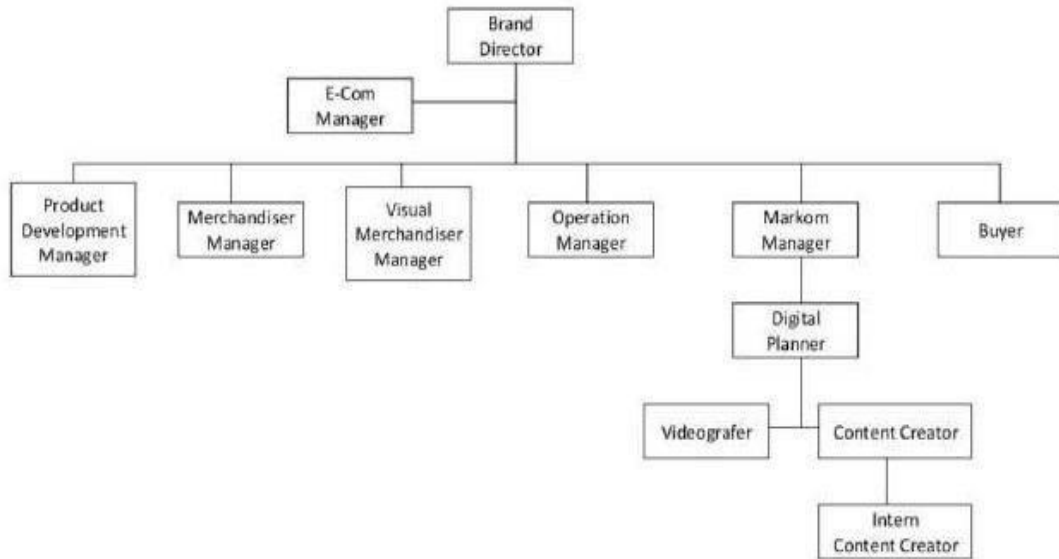 Brand
Director
E-Com
Manager
Product
Development
Manager
Merchandiser
Manager
Visual
Merchandiser
Manager
Operation
Manager
Markom
Manager
Buyer
Digital
Planner
Videografer
Content Creator
Intern
Content Creator